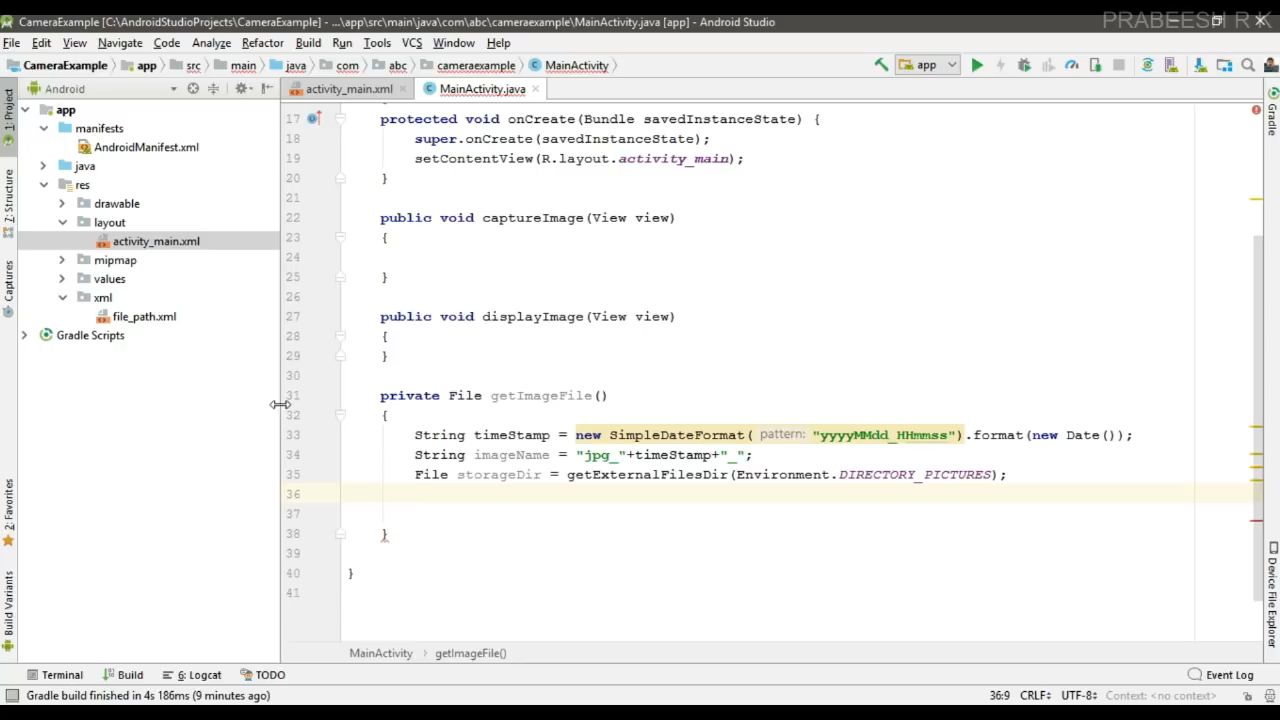 PRABEESH R K
CameraExample [C:\AndroidStudioProjects\CameraExample] - ...\app\src\main\java\com\abc\cameraexample\MainActivity.java [app] - Android Studio
File Edit View Navigate Code Analyze Refactor Build Run Tools VCS Window Help
CameraExample app src main java com abc cameraexample MainActivity app
Android activity_main.xml MainActivity.java
1: Project
Z: Structure
Captures
2: Favorites
Build Variants
app
manifests
AndroidManifest.xml
java
res
drawable
layout
activity_main.xml
mipmap
values
xml
file_path.xml
Gradle Scripts
17 protected void onCreate(Bundle savedInstanceState) {
18 super.onCreate(savedInstanceState);
19 setContentView(R.layout.activity_main);
20 }
21
22 public void captureImage(View view)
23 {
24
25 }
26
27 public void displayImage(View view)
28 {
29 }
30
31 private File getImageFile()
32 {
33 String timeStamp = new SimpleDateFormat( pattern: "yyyyMMdd_HHmmss").format(new Date());
34 String imageName = "jpg_"+timeStamp+"_";
35 File storageDir = getExternalFilesDir(Environment.DIRECTORY_PICTURES);
36
37
38 }
39
40 }
41
Gradle
Device File Explorer
MainActivity getImageFile()
Terminal Build 6: Logcat TODO Event Log
Gradle build finished in 4s 186ms (9 minutes ago) 36:9 CRLF UTF-8 Context: <no context>